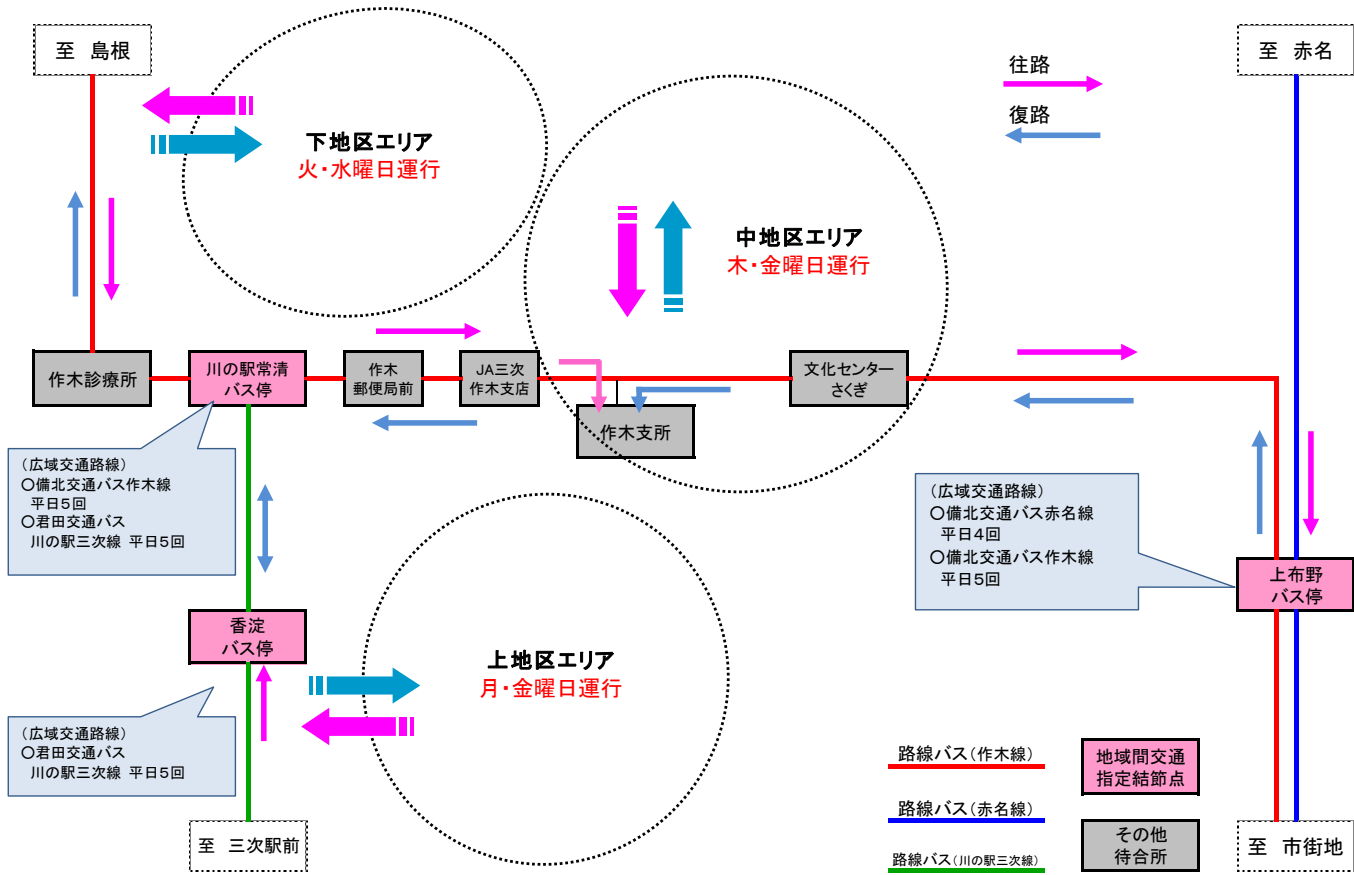 至 島根
至 赤名
往路
復路
下地区エリア
火・水曜日運行
中地区エリア
木・金曜日運行
作木診療所
川の駅常清
バス停
作木
郵便局前
JA三次
作木支店
文化センター
さくぎ
作木支所
(広域交通路線)
○備北交通バス作木線
平日5回
○君田交通バス
川の駅三次線 平日5回
(広域交通路線)
○備北交通バス赤名線
平日4回
○備北交通バス作木線
平日5回
上布野
バス停
香淀
バス停
上地区エリア
月・金曜日運行
(広域交通路線)
○君田交通バス
川の駅三次線 平日5回
路線バス(作木線)
地域間交通
指定結節点
路線バス(赤名線)
その他
待合所
路線バス(川の駅三次線)
至 三次駅前
至 市街地